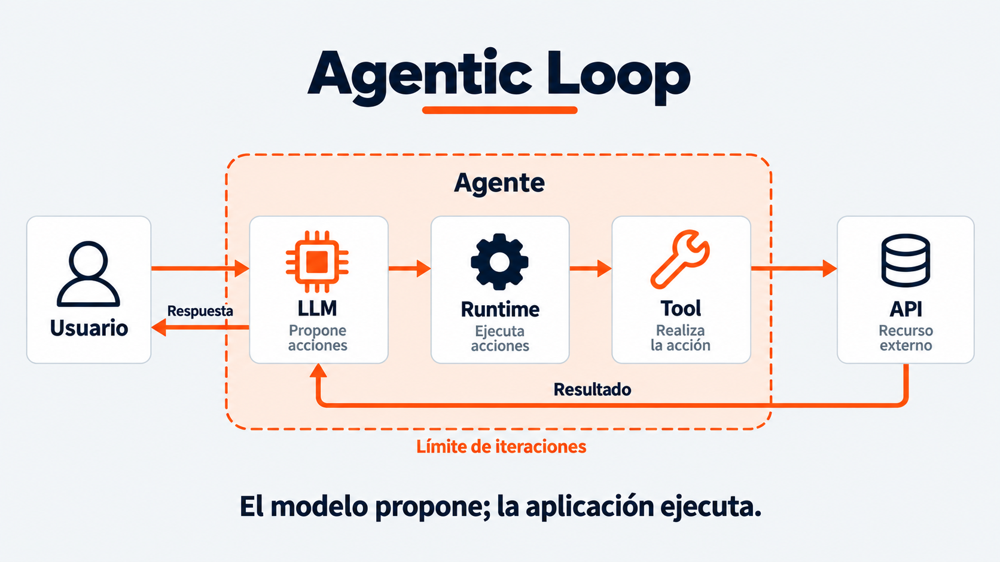 Agentic Loop
Agente
Usuario
Respuesta
LLM
Propone
acciones
Runtime
Ejecuta
acciones
Tool
Realiza
la acción
API
Recurso
externo
Resultado
Límite de iteraciones
El modelo propone; la aplicación ejecuta.